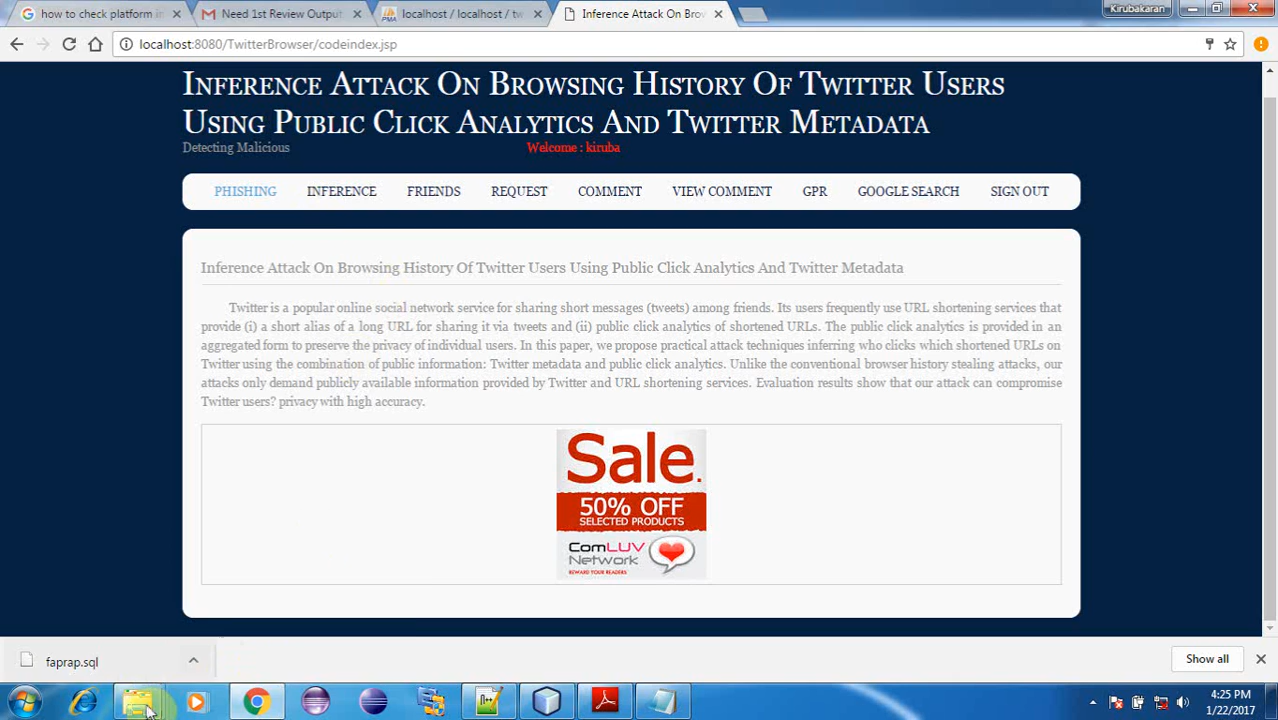 how to check platform i
Need 1st Review Output
localhost / localhost / tw
Inference Attack On Brow
Kirubakaran
localhost:8080/TwitterBrowser/codeindex.jsp
Inference Attack On Browsing History Of Twitter Users
Using Public Click Analytics And Twitter Metadata
Detecting Malicious
Welcome : kiruba
PHISHING INFERENCE FRIENDS REQUEST COMMENT VIEW COMMENT GPR GOOGLE SEARCH SIGN OUT
Inference Attack On Browsing History Of Twitter Users Using Public Click Analytics And Twitter Metadata
Twitter is a popular online social network service for sharing short messages (tweets) among friends. Its users frequently use URL shortening services that
provide (i) a short alias of a long URL for sharing it via tweets and (ii) public click analytics of shortened URLs. The public click analytics is provided in an
aggregated form to preserve the privacy of individual users. In this paper, we propose practical attack techniques inferring who clicks which shortened URLs on
Twitter using the combination of public information: Twitter metadata and public click analytics. Unlike the conventional browser history stealing attacks, our
attacks only demand publicly available information provided by Twitter and URL shortening services. Evaluation results show that our attack can compromise
Twitter users? privacy with high accuracy.
Sale.
50% OFF
SELECTED PRODUCTS
ComLUV
Network
REWARD YOUR READERS
faprap.sql
Show all
4:25 PM
1/22/2017